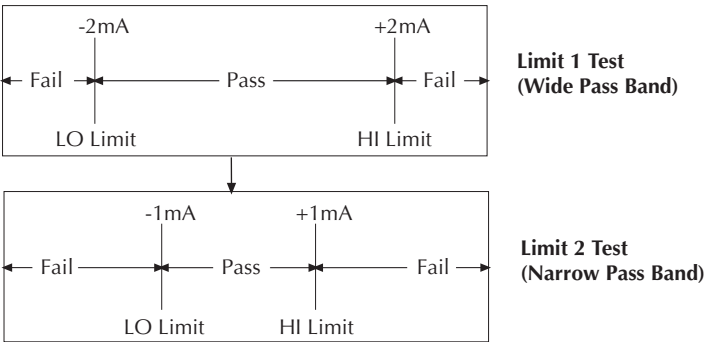 -2mA +2mA
Fail Pass Fail
LO Limit HI Limit
Limit 1 Test
(Wide Pass Band)
-1mA +1mA
Fail Pass Fail
LO Limit HI Limit
Limit 2 Test
(Narrow Pass Band)